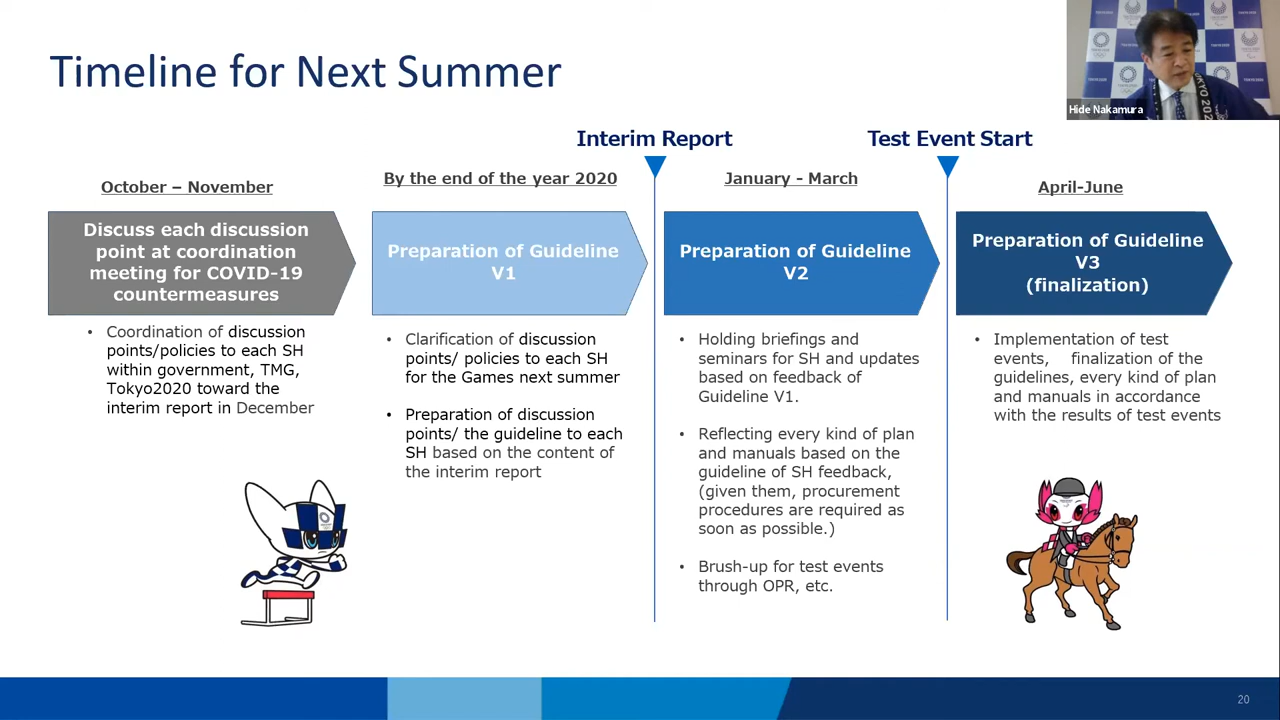 Timeline for Next Summer
Hide Nakamura
Interim Report
Test Event Start
October – November
Discuss each discussion
point at coordination
meeting for COVID-19
countermeasures
• Coordination of discussion
points/policies to each SH
within government, TMG,
Tokyo2020 toward the
interim report in December
By the end of the year 2020
Preparation of Guideline
V1
• Clarification of discussion
points/ policies to each SH
for the Games next summer
• Preparation of discussion
points/ the guideline to each
SH based on the content of
the interim report
January - March
Preparation of Guideline
V2
• Holding briefings and
seminars for SH and updates
based on feedback of
Guideline V1.
• Reflecting every kind of plan
and manuals based on the
guideline of SH feedback,
(given them, procurement
procedures are required as
soon as possible.)
• Brush-up for test events
through OPR, etc.
April-June
Preparation of Guideline
V3
(finalization)
• Implementation of test
events, finalization of the
guidelines, every kind of plan
and manuals in accordance
with the results of test events
20